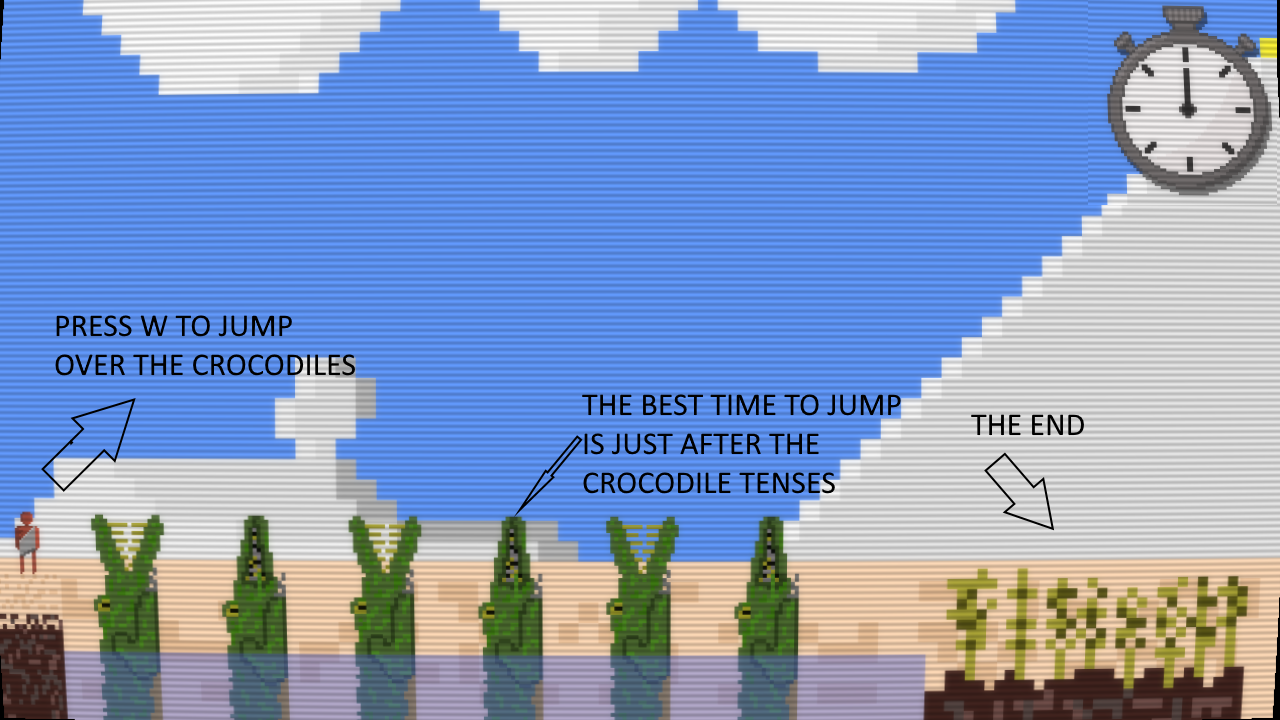 PRESS W TO JUMP
OVER THE CROCODILES
THE BEST TIME TO JUMP
IS JUST AFTER THE
CROCODILE TENSES
THE END